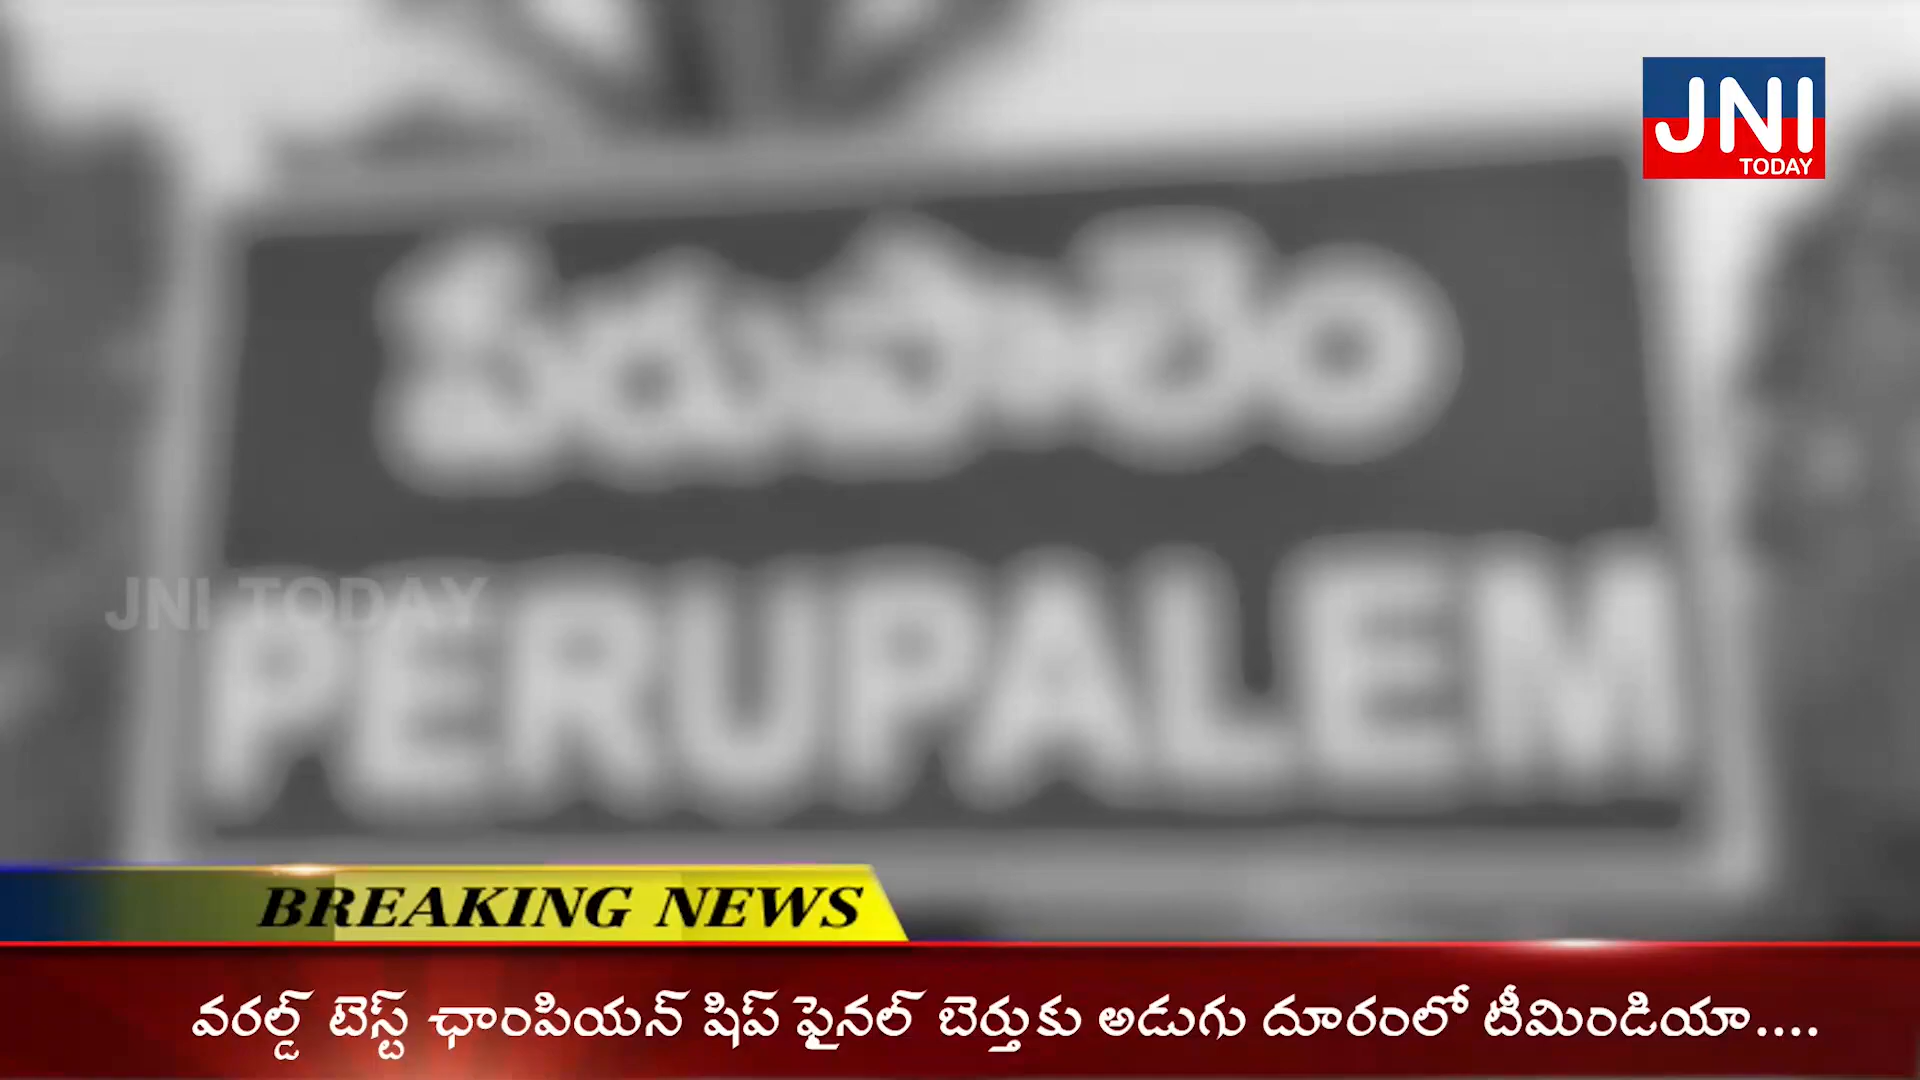 JNI
TODAY
పేరుపాలెం
JNI TODAY
PERUPALEM
BREAKING NEWS
వరల్డ్ టెస్ట్ ఛాంపియన్ షిప్ ఫైనల్ బెర్తుకు అడుగు దూరంలో టీమిండియా....